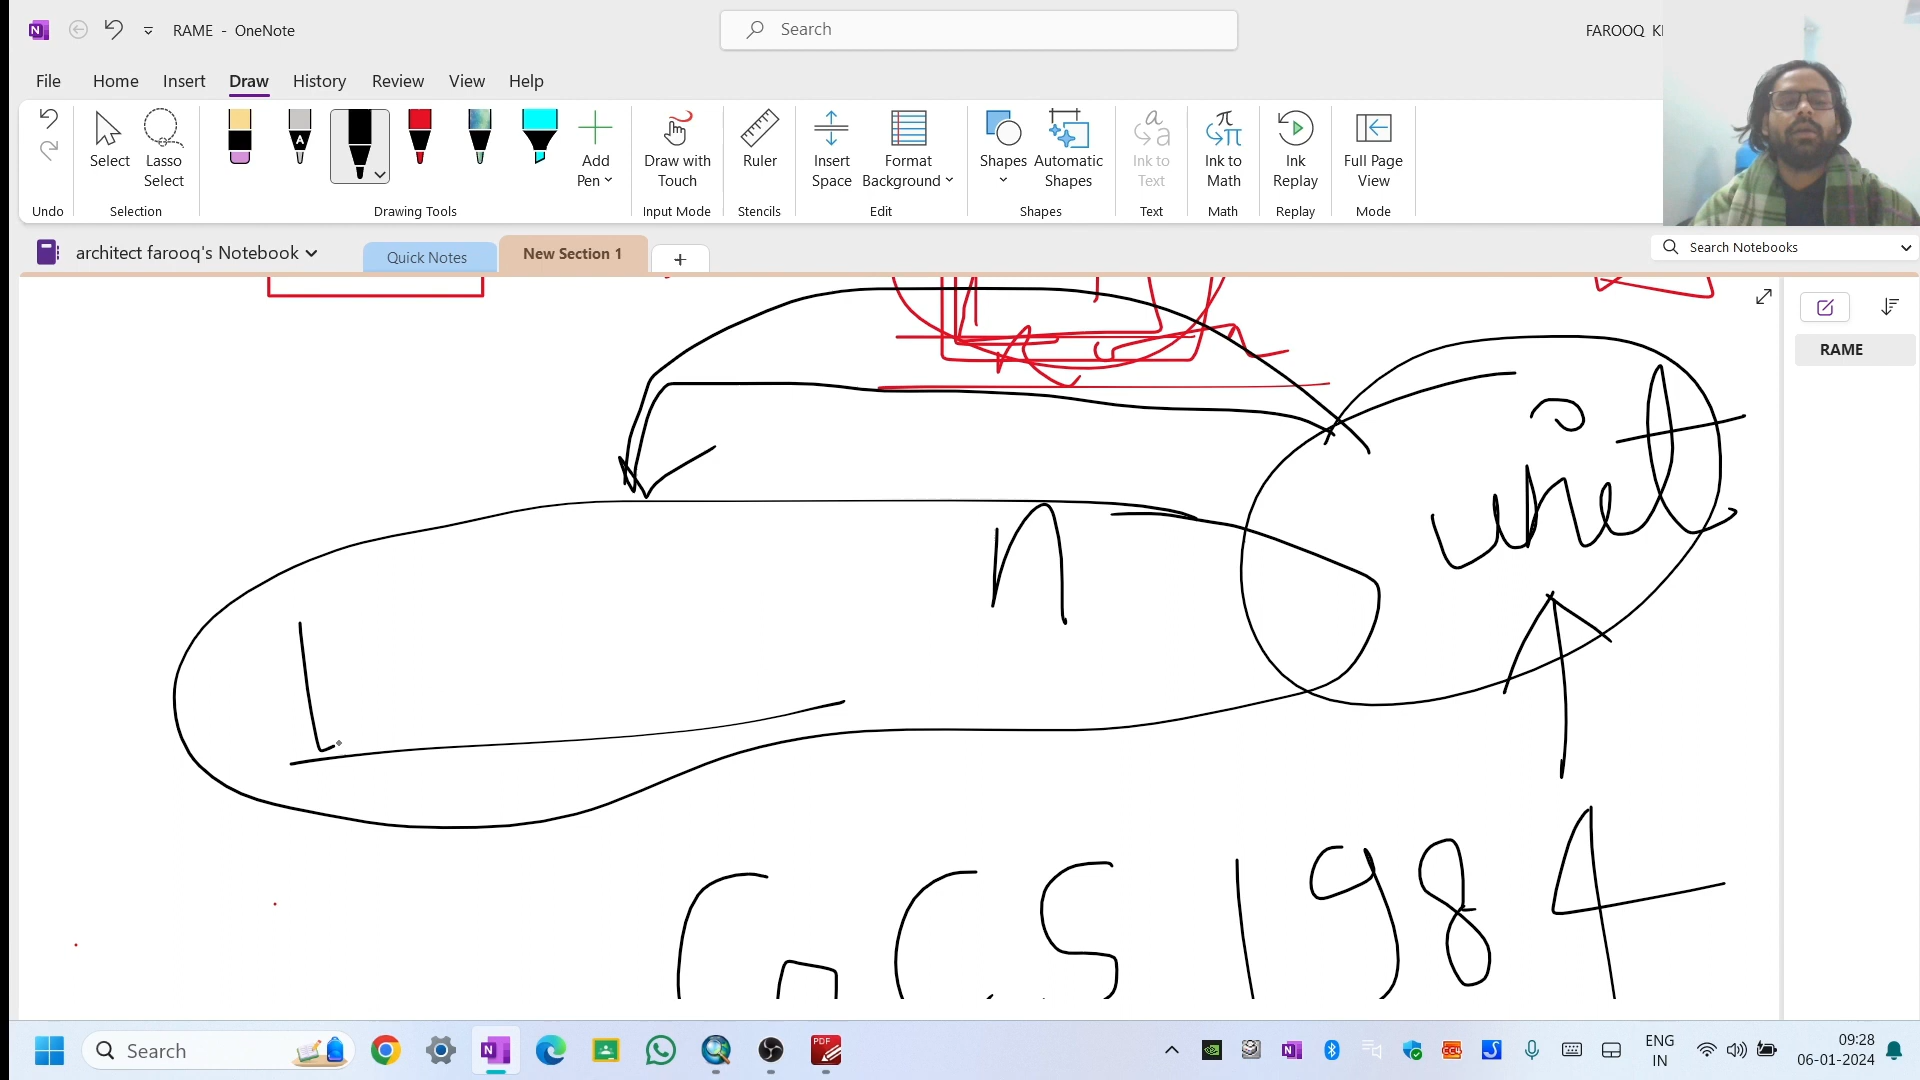 RAME - OneNote
Search
FAROOQ
File Home Insert Draw History Review View Help
Select
Lasso Select
A
Add Pen
Draw with Touch
Ruler
Insert Space
Format Background
Shapes
Automatic Shapes
a
a
Ink to Text
Ink to Math
Ink Replay
Full Page View
Undo Selection Drawing Tools Input Mode Stencils Edit Shapes Text Math Replay Mode
architect farooq's Notebook
Quick Notes
New Section 1
+
Search Notebooks
RAME
unit
n
L
GCS 1984
Search
PDF
ENG
IN
09:28
06-01-2024